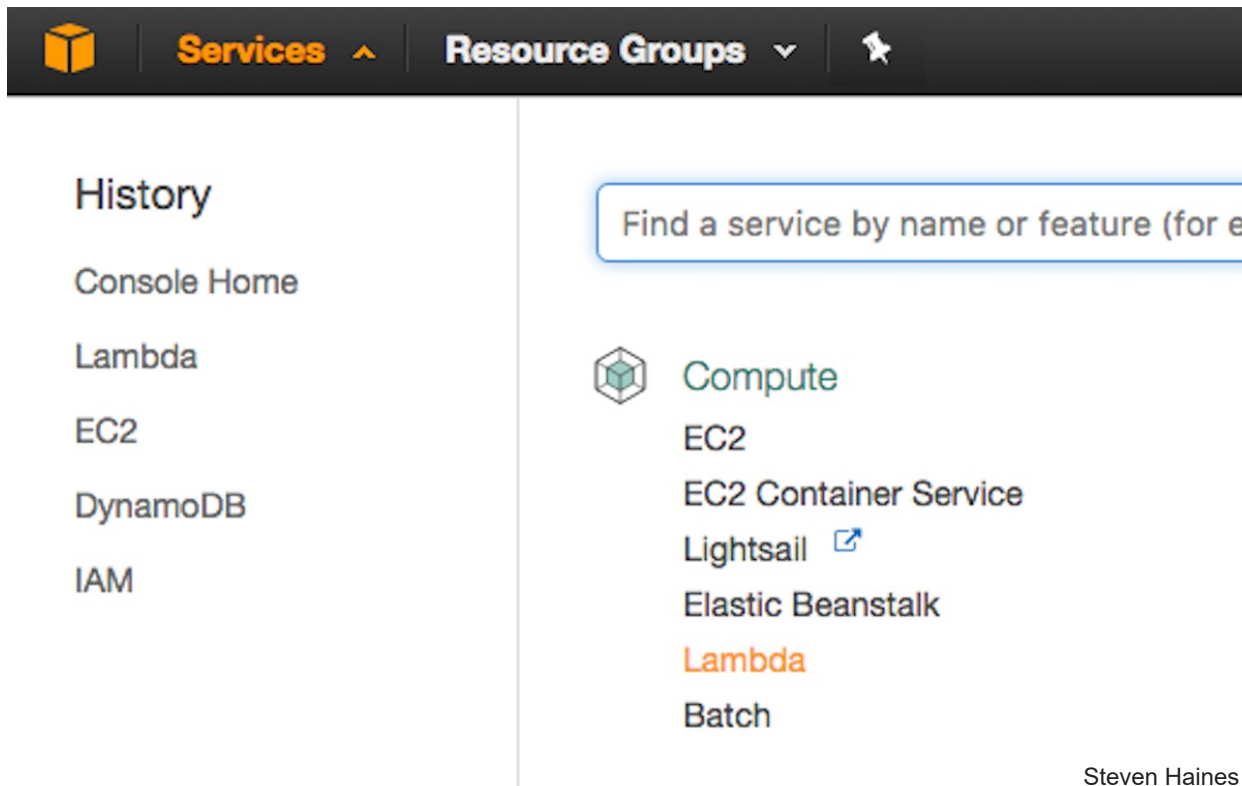 Services
Resource Groups
History
Console Home
Lambda
EC2
DynamoDB
IAM
Find a service by name or feature (for e
Compute
EC2
EC2 Container Service
Lightsail
Elastic Beanstalk
Lambda
Batch
Steven Haines